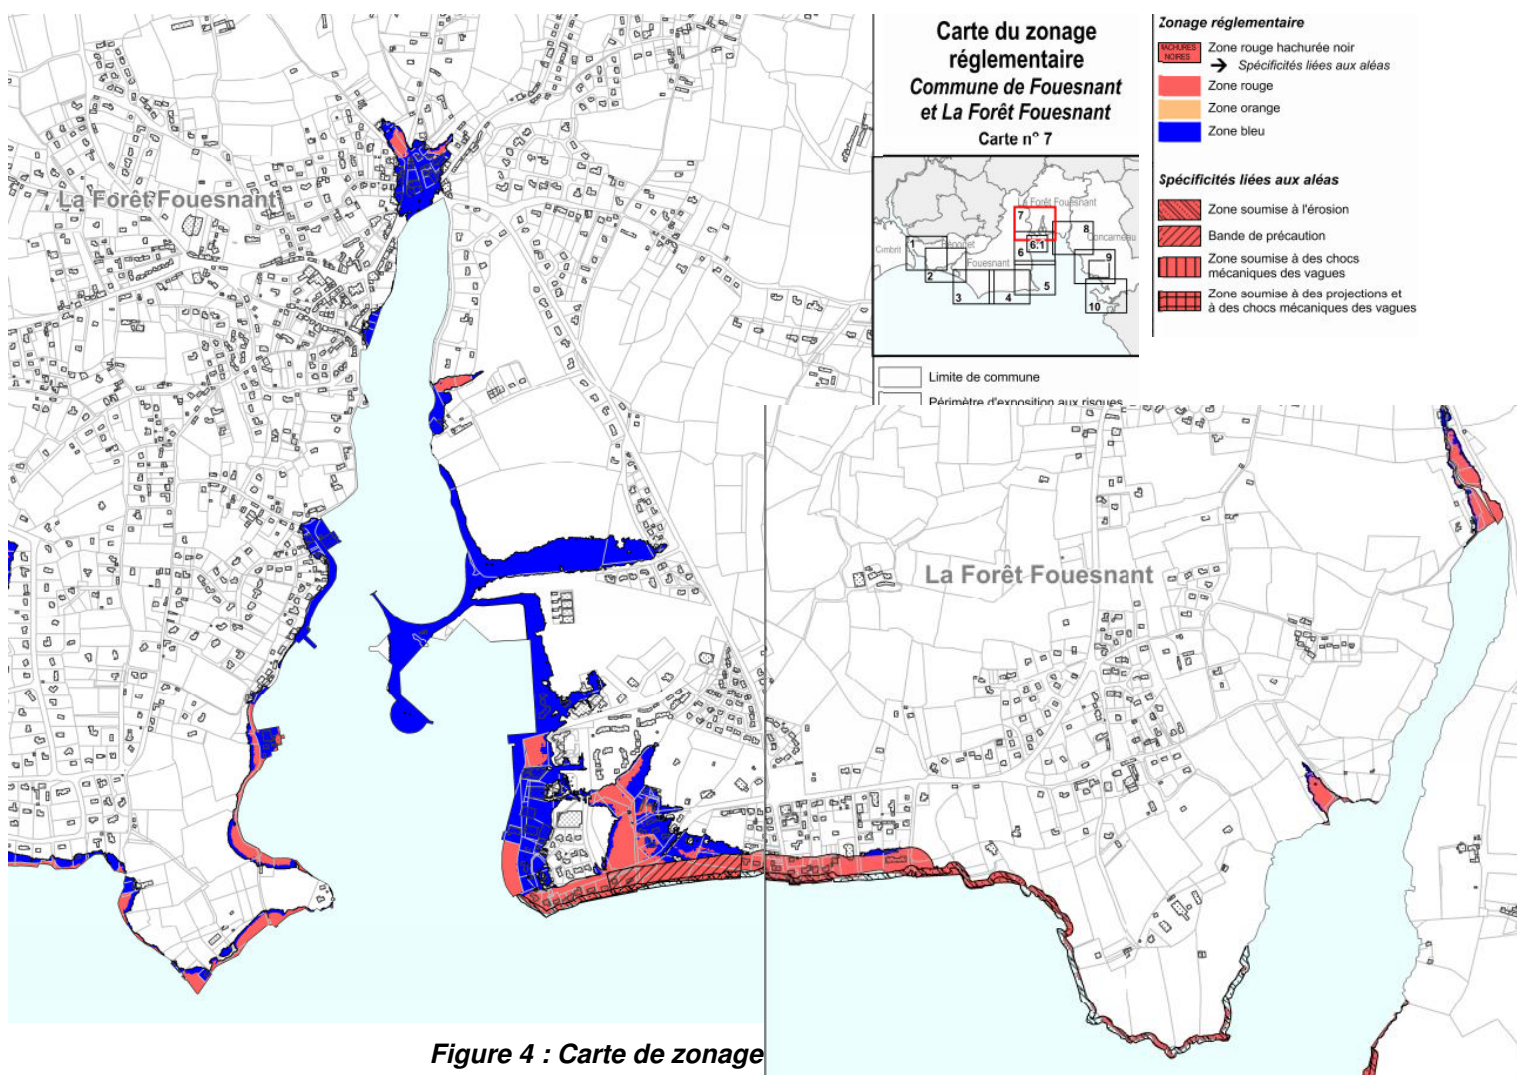 Carte du zonage
réglementaire
Commune de Fouesnant
et La Forêt Fouesnant
Carte n° 7
La Forêt Fouesnant
7
8
Concarneau
1
Cimbrit
6.1
6
Fouesnant
9
2
5
3
4
10
Limite de commune
Périmètre d'exposition aux risques
Zonage réglementaire
HACHURES
NOIRES
Zone rouge hachurée noir
➔ Spécificités liées aux aléas
Zone rouge
Zone orange
Zone bleu
Spécificités liées aux aléas
Zone soumise à l'érosion
Bande de précaution
Zone soumise à des chocs
mécaniques des vagues
Zone soumise à des projections et
à des chocs mécaniques des vagues
La Forêt Fouesnant
La Forêt Fouesnant
Figure 4 : Carte de zonage